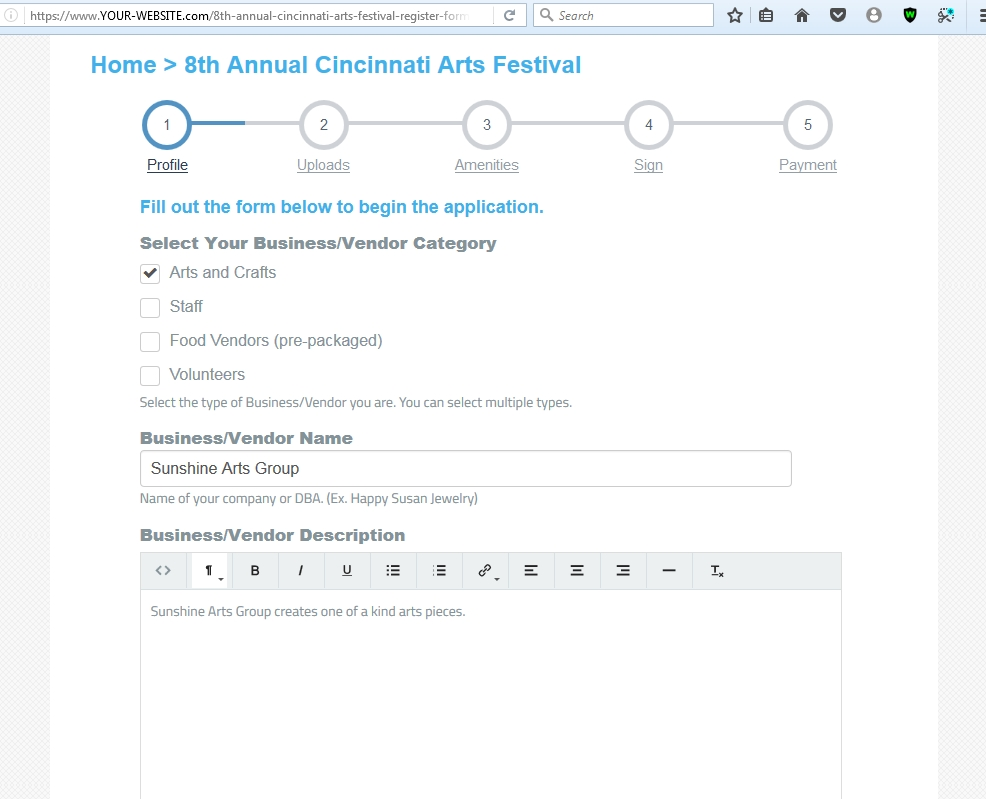 https://www.YOUR-WEBSITE.com/8th-annual-cincinnati-arts-festival-register-form
Search
Home > 8th Annual Cincinnati Arts Festival
1 2 3 4 5
Profile Uploads Amenities Sign Payment
Fill out the form below to begin the application.
Select Your Business/Vendor Category
Arts and Crafts
Staff
Food Vendors (pre-packaged)
Volunteers
Select the type of Business/Vendor you are. You can select multiple types.
Business/Vendor Name
Sunshine Arts Group
Name of your company or DBA. (Ex. Happy Susan Jewelry)
Business/Vendor Description
<> ¶ B I U Tx
Sunshine Arts Group creates one of a kind arts pieces.